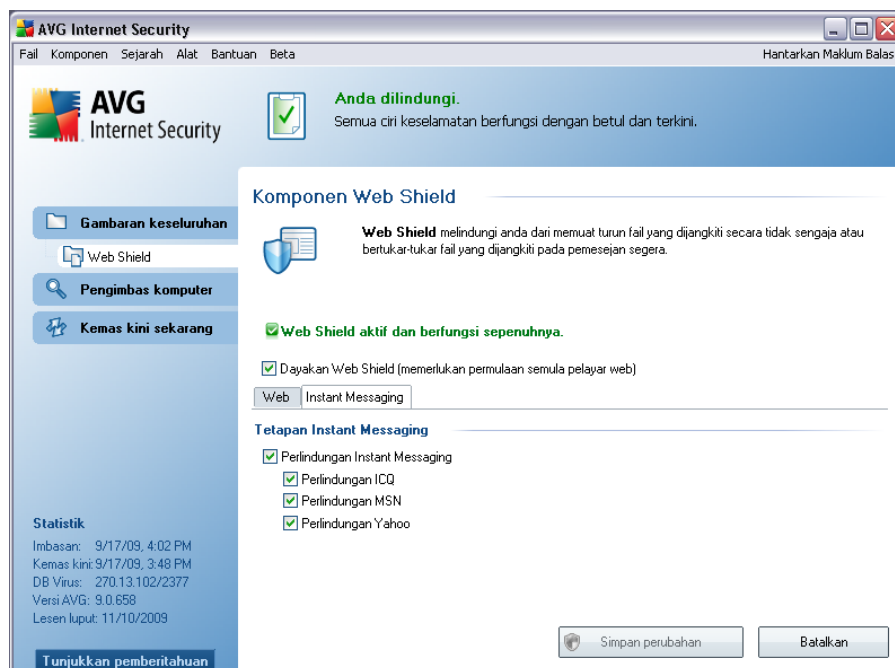 AVG Internet Security
Fail Komponen Sejarah Alat Bantuan Beta
Hantarkan Maklum Balas
AVG
Internet Security
Anda dilindungi.
Semua ciri keselamatan berfungsi dengan betul dan terkini.
Gambaran keseluruhan
Web Shield
Pengimbas komputer
Kemas kini sekarang
Statistik
Imbasan: 9/17/09, 4:02 PM
Kemas kini: 9/17/09, 3:48 PM
DB Virus: 270.13.102/2377
Versi AVG: 9.0.658
Lesen luput: 11/10/2009
Tunjukkan pemberitahuan
Komponen Web Shield
Web Shield melindungi anda dari memuat turun fail yang dijangkiti secara tidak sengaja atau
bertukar-tukar fail yang dijangkiti pada pemesejan segera.
Web Shield aktif dan berfungsi sepenuhnya.
Dayakan Web Shield (memerlukan permulaan semula pelayar web)
Web Instant Messaging
Tetapan Instant Messaging
Perlindungan Instant Messaging
Perlindungan ICQ
Perlindungan MSN
Perlindungan Yahoo
Simpan perubahan
Batalkan